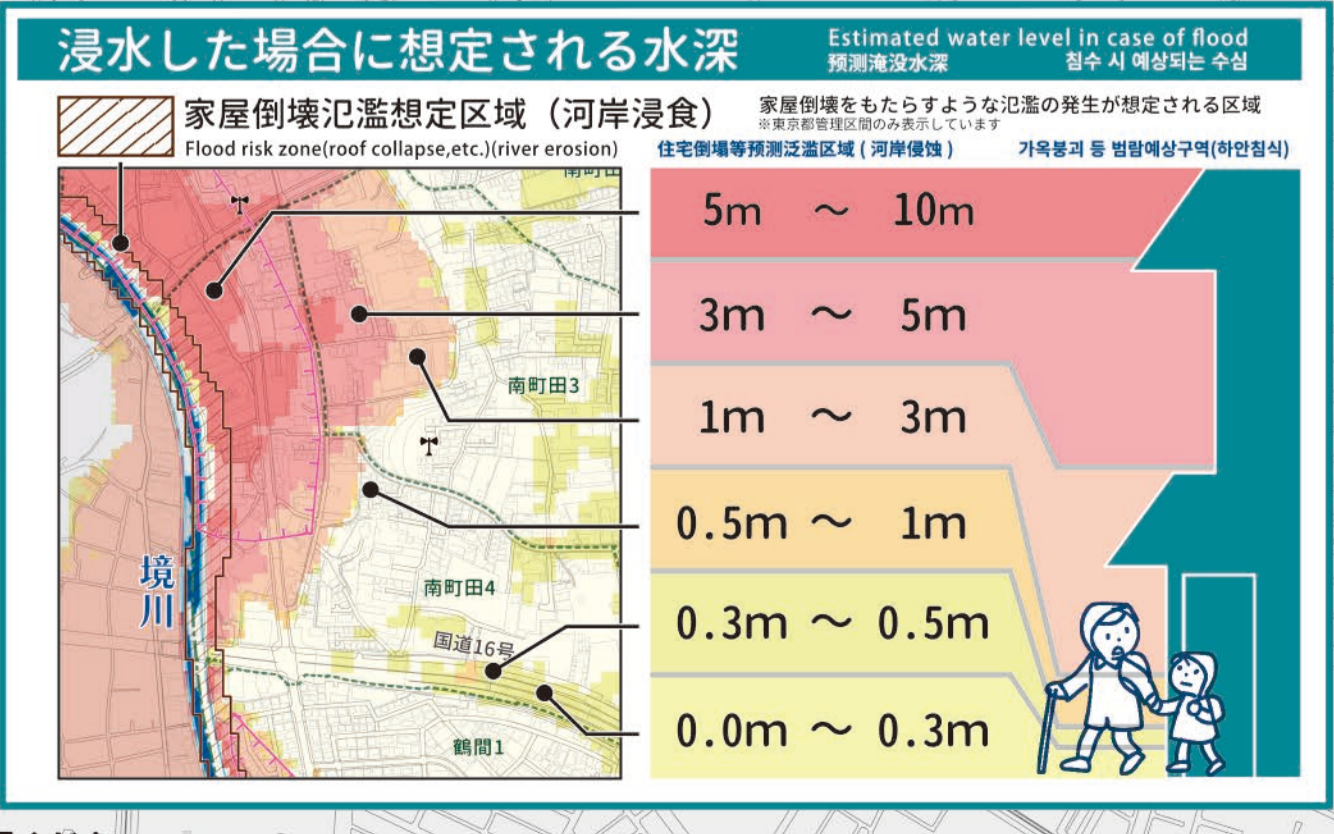 浸水した場合に想定される水深
Estimated water level in case of flood
预测淹没水深
침수 시 예상되는 수심
家屋倒壊氾濫想定区域（河岸浸食）
Flood risk zone(roof collapse,etc.)(river erosion)
家屋倒壊をもたらすような氾濫の発生が想定される区域
※東京都管理区間のみ表示しています
住宅倒塌等预测泛滥区域 ( 河岸侵蚀 )
가옥붕괴 등 범람예상구역(하안침식)
5m ～ 10m
3m ～ 5m
1m ～ 3m
0.5m ～ 1m
0.3m ～ 0.5m
0.0m ～ 0.3m
南町田3
境川
南町田4
国道16号
鶴間1